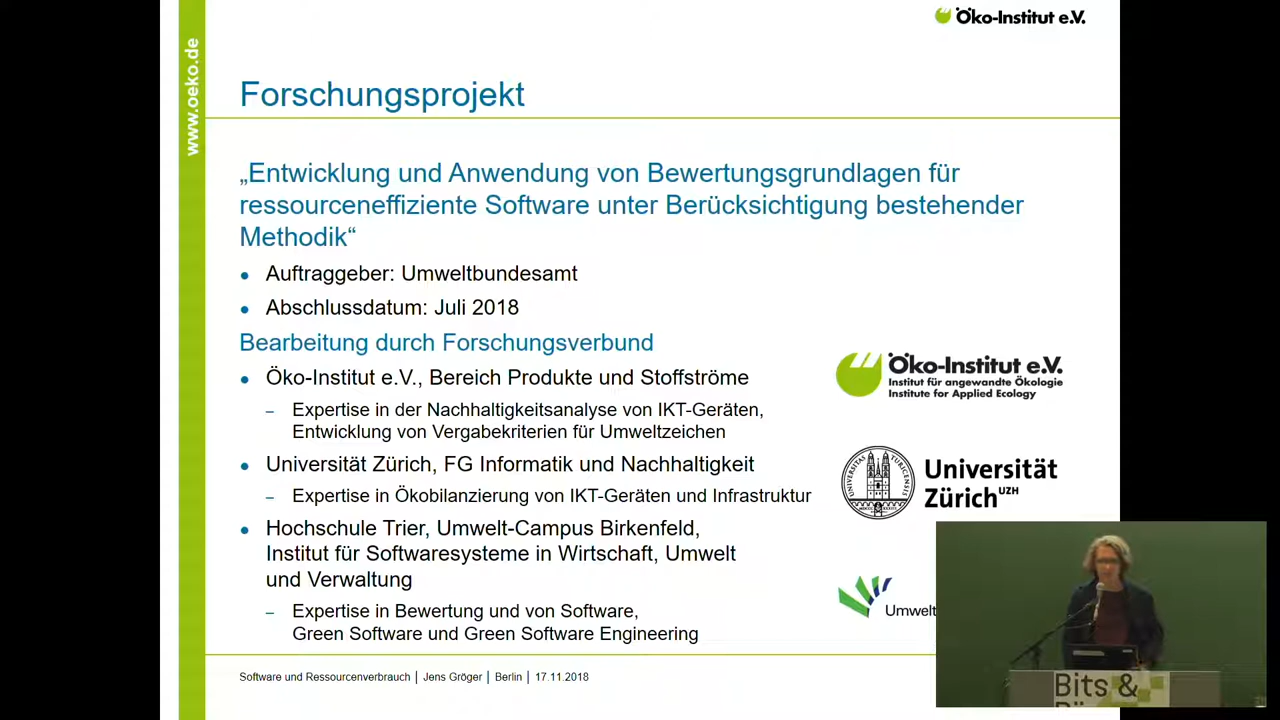 Öko-Institut e.V.
www.oeko.de
Forschungsprojekt
„Entwicklung und Anwendung von Bewertungsgrundlagen für
ressourceneffiziente Software unter Berücksichtigung bestehender
Methodik“
• Auftraggeber: Umweltbundesamt
• Abschlussdatum: Juli 2018
Bearbeitung durch Forschungsverbund
• Öko-Institut e.V., Bereich Produkte und Stoffströme
– Expertise in der Nachhaltigkeitsanalyse von IKT-Geräten,
Entwicklung von Vergabekriterien für Umweltzeichen
• Universität Zürich, FG Informatik und Nachhaltigkeit
– Expertise in Ökobilanzierung von IKT-Geräten und Infrastruktur
• Hochschule Trier, Umwelt-Campus Birkenfeld,
Institut für Softwaresysteme in Wirtschaft, Umwelt
und Verwaltung
– Expertise in Bewertung und von Software,
Green Software und Green Software Engineering
Öko-Institut e.V.
Institut für angewandte Ökologie
Institute for Applied Ecology
Universität
Zürich UZH
Umwelt
Bits &
Software und Ressourcenverbrauch | Jens Gröger | Berlin | 17.11.2018